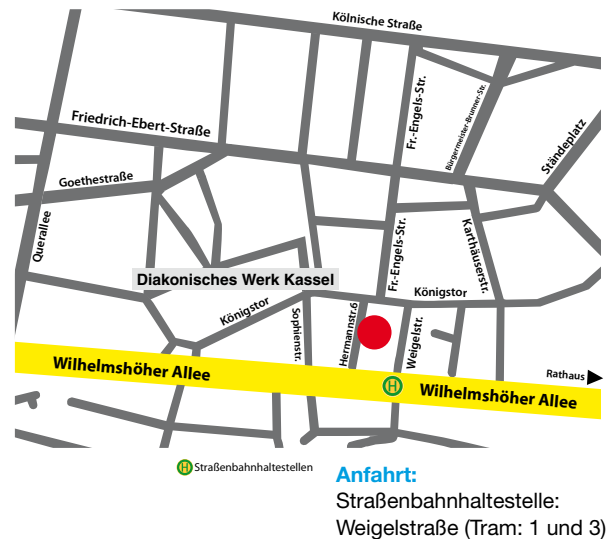 Kölnische Straße
Friedrich-Ebert-Straße
Fr.-Engels-Str.
Bürgermeister-Brunner-Str.
Ständeplatz
Goethestraße
Querallee
Fr.-Engels-Str.
Karthäuserstr.
Diakonisches Werk Kassel
Königstor
Königstor
Sophienstr.
Hermannstr.6
Weigelstr.
Wilhelmshöher Allee
H
Wilhelmshöher Allee
Rathaus
H Straßenbahnhaltestellen
Anfahrt:
Straßenbahnhaltestelle:
Weigelstraße (Tram: 1 und 3)